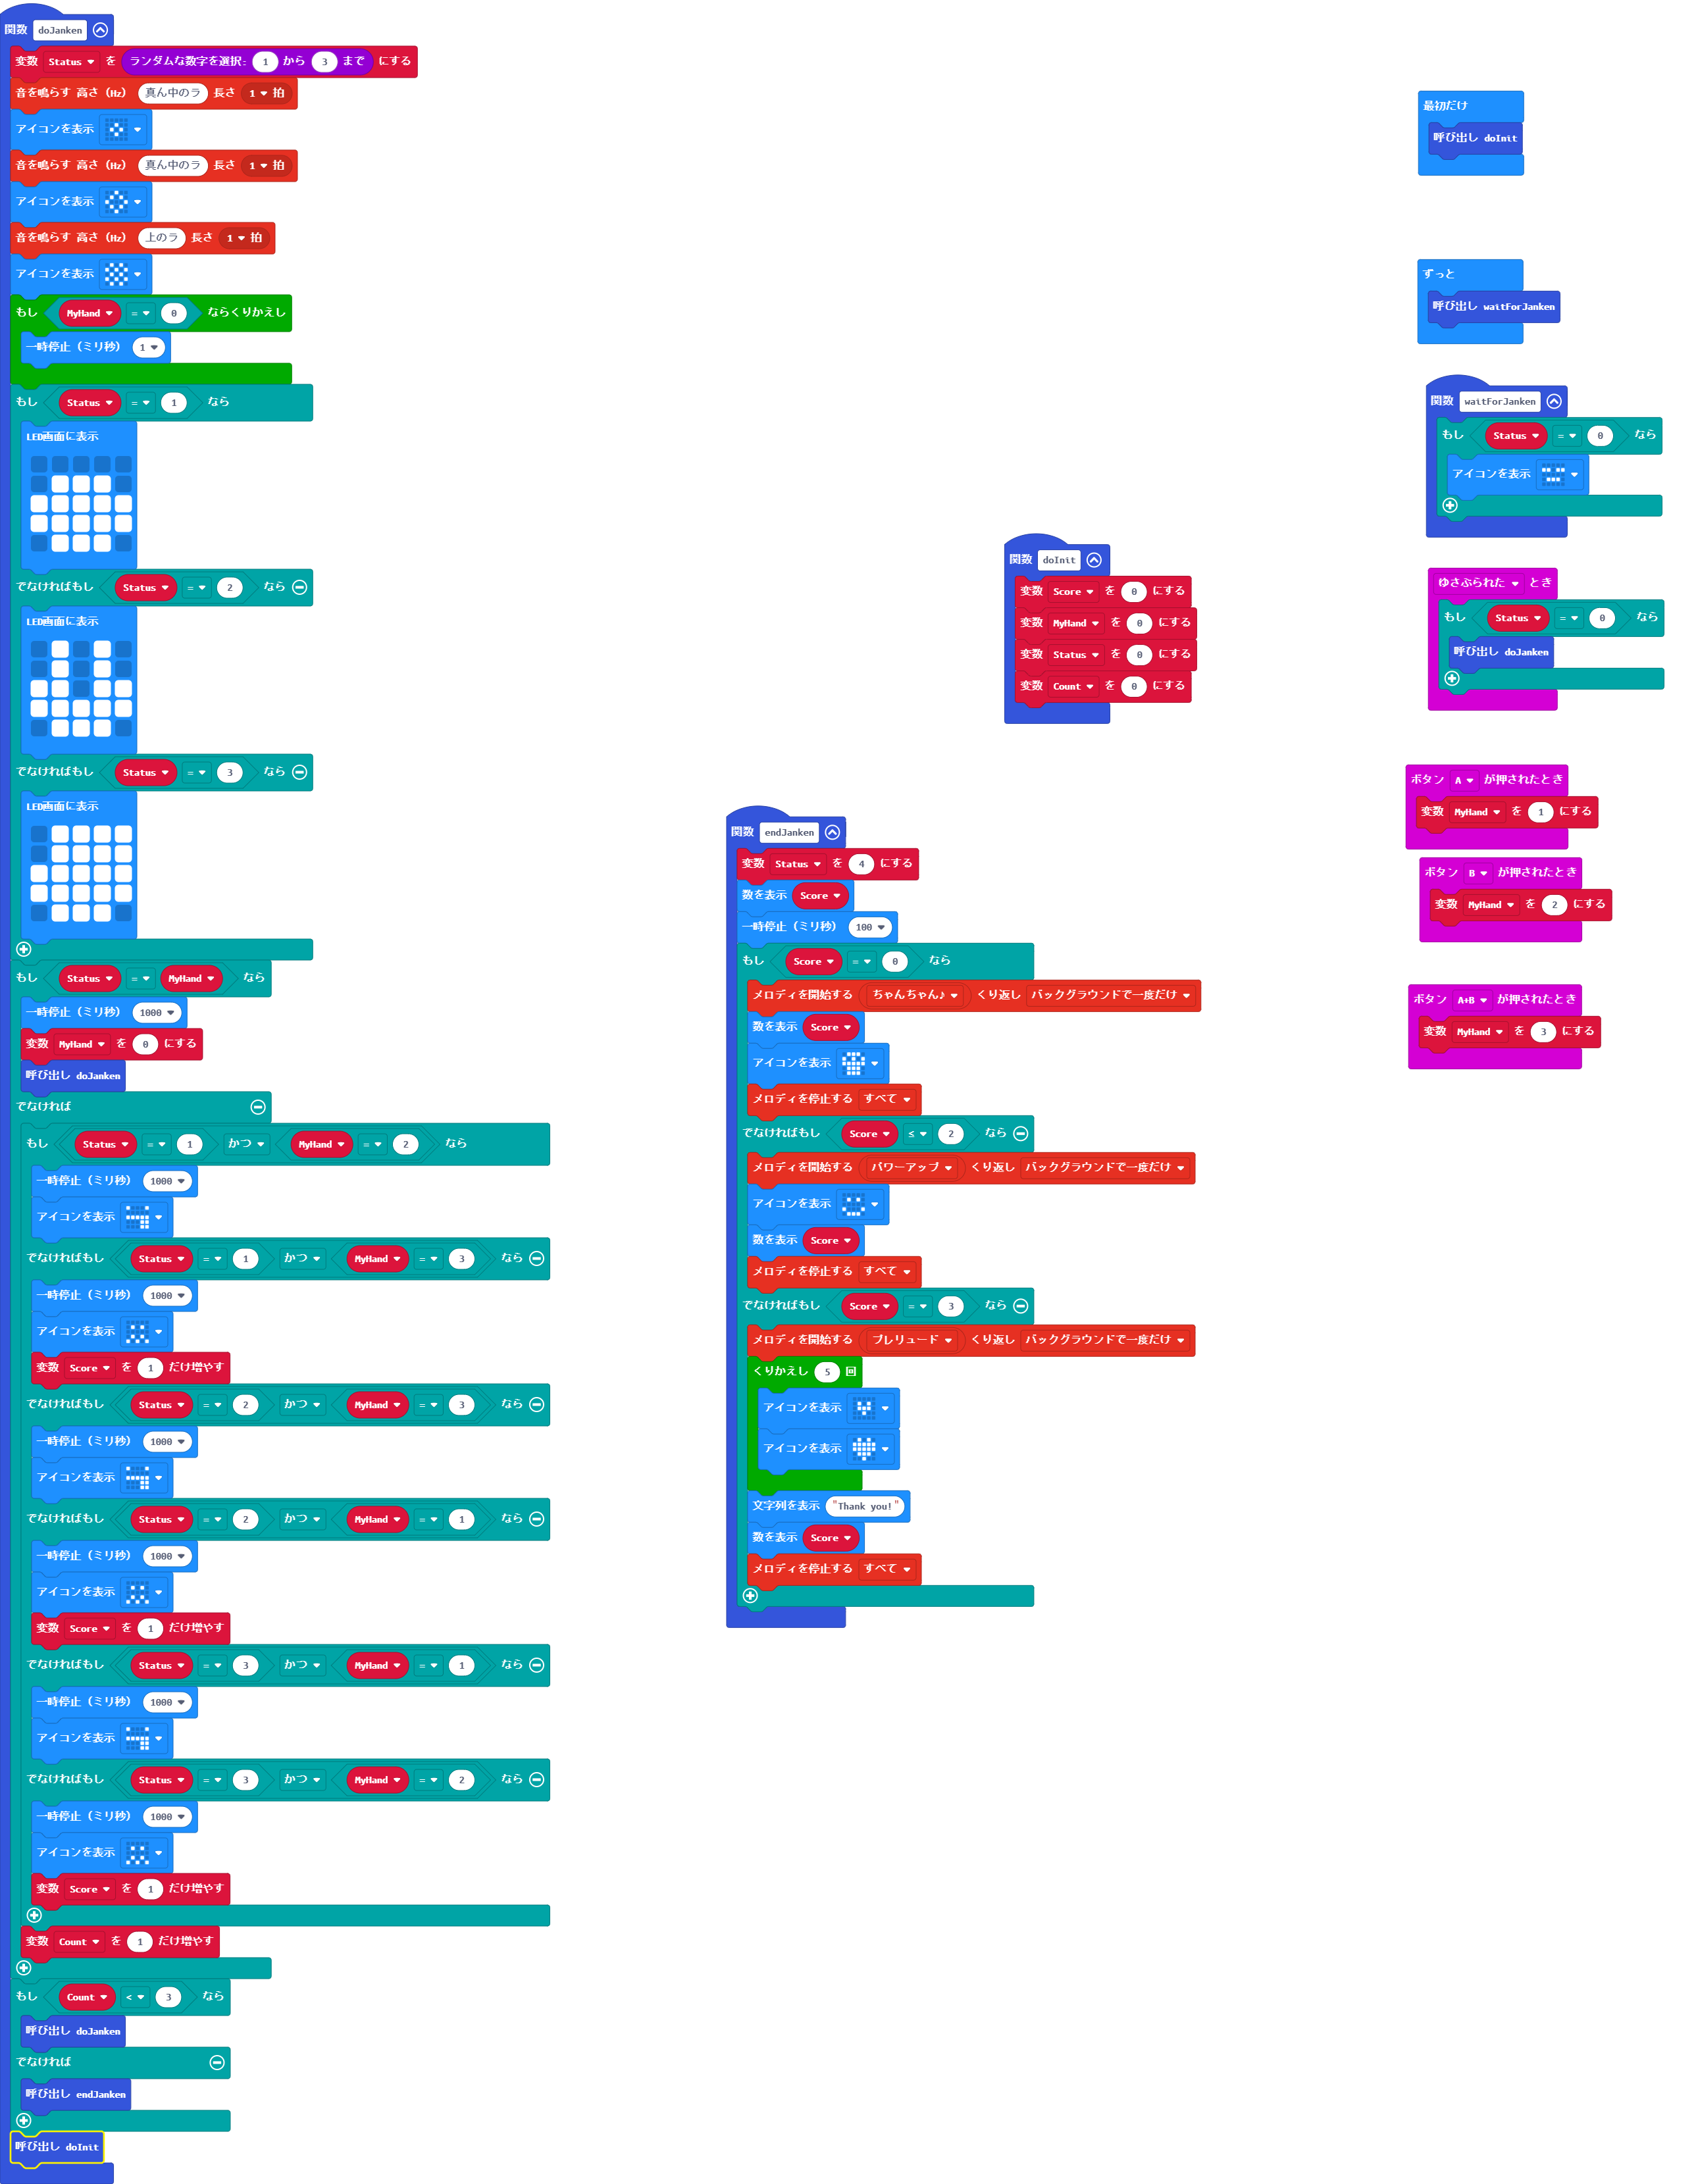 関数 doJanken
変数 Status を ランダムな数字を選択: 1 から 3 まで にする
音を鳴らす 高さ (Hz) 真ん中のラ 長さ 1 拍
アイコンを表示
音を鳴らす 高さ (Hz) 真ん中のラ 長さ 1 拍
アイコンを表示
音を鳴らす 高さ (Hz) 上のラ 長さ 1 拍
アイコンを表示
もし MyHand = 0 ならくりかえし
一時停止 (ミリ秒) 1
もし Status = 1 なら
LED画面に表示
でなければもし Status = 2 なら
LED画面に表示
でなければもし Status = 3 なら
LED画面に表示
もし Status = MyHand なら
一時停止 (ミリ秒) 1000
変数 MyHand を 0 にする
呼び出し doJanken
でなければ
もし Status = 1 かつ MyHand = 2 なら
一時停止 (ミリ秒) 1000
アイコンを表示
でなければもし Status = 1 かつ MyHand = 3 なら
一時停止 (ミリ秒) 1000
アイコンを表示
変数 Score を 1 だけ増やす
でなければもし Status = 2 かつ MyHand = 3 なら
一時停止 (ミリ秒) 1000
アイコンを表示
でなければもし Status = 2 かつ MyHand = 1 なら
一時停止 (ミリ秒) 1000
アイコンを表示
変数 Score を 1 だけ増やす
でなければもし Status = 3 かつ MyHand = 1 なら
一時停止 (ミリ秒) 1000
アイコンを表示
でなければもし Status = 3 かつ MyHand = 2 なら
一時停止 (ミリ秒) 1000
アイコンを表示
変数 Score を 1 だけ増やす
変数 Count を 1 だけ増やす
もし Count < 3 なら
呼び出し doJanken
でなければ
呼び出し endJanken
呼び出し doInit
関数 endJanken
変数 Status を 4 にする
数を表示 Score
一時停止 (ミリ秒) 100
もし Score = 0 なら
メロディを開始する ちゃんちゃん♪ くり返し バックグラウンドで一度だけ
数を表示 Score
アイコンを表示
メロディを停止する すべて
でなければもし Score ≤ 2 なら
メロディを開始する パワーアップ くり返し バックグラウンドで一度だけ
アイコンを表示
数を表示 Score
メロディを停止する すべて
でなければもし Score = 3 なら
メロディを開始する プレリュード くり返し バックグラウンドで一度だけ
くりかえし 5 回
アイコンを表示
アイコンを表示
文字列を表示 "Thank you!"
数を表示 Score
メロディを停止する すべて
関数 doInit
変数 Score を 0 にする
変数 MyHand を 0 にする
変数 Status を 0 にする
変数 Count を 0 にする
最初だけ
呼び出し doInit
ずっと
呼び出し waitForJanken
関数 waitForJanken
もし Status = 0 なら
アイコンを表示
ゆさぶられた とき
もし Status = 0 なら
呼び出し doJanken
ボタン A が押されたとき
変数 MyHand を 1 にする
ボタン B が押されたとき
変数 MyHand を 2 にする
ボタン A+B が押されたとき
変数 MyHand を 3 にする